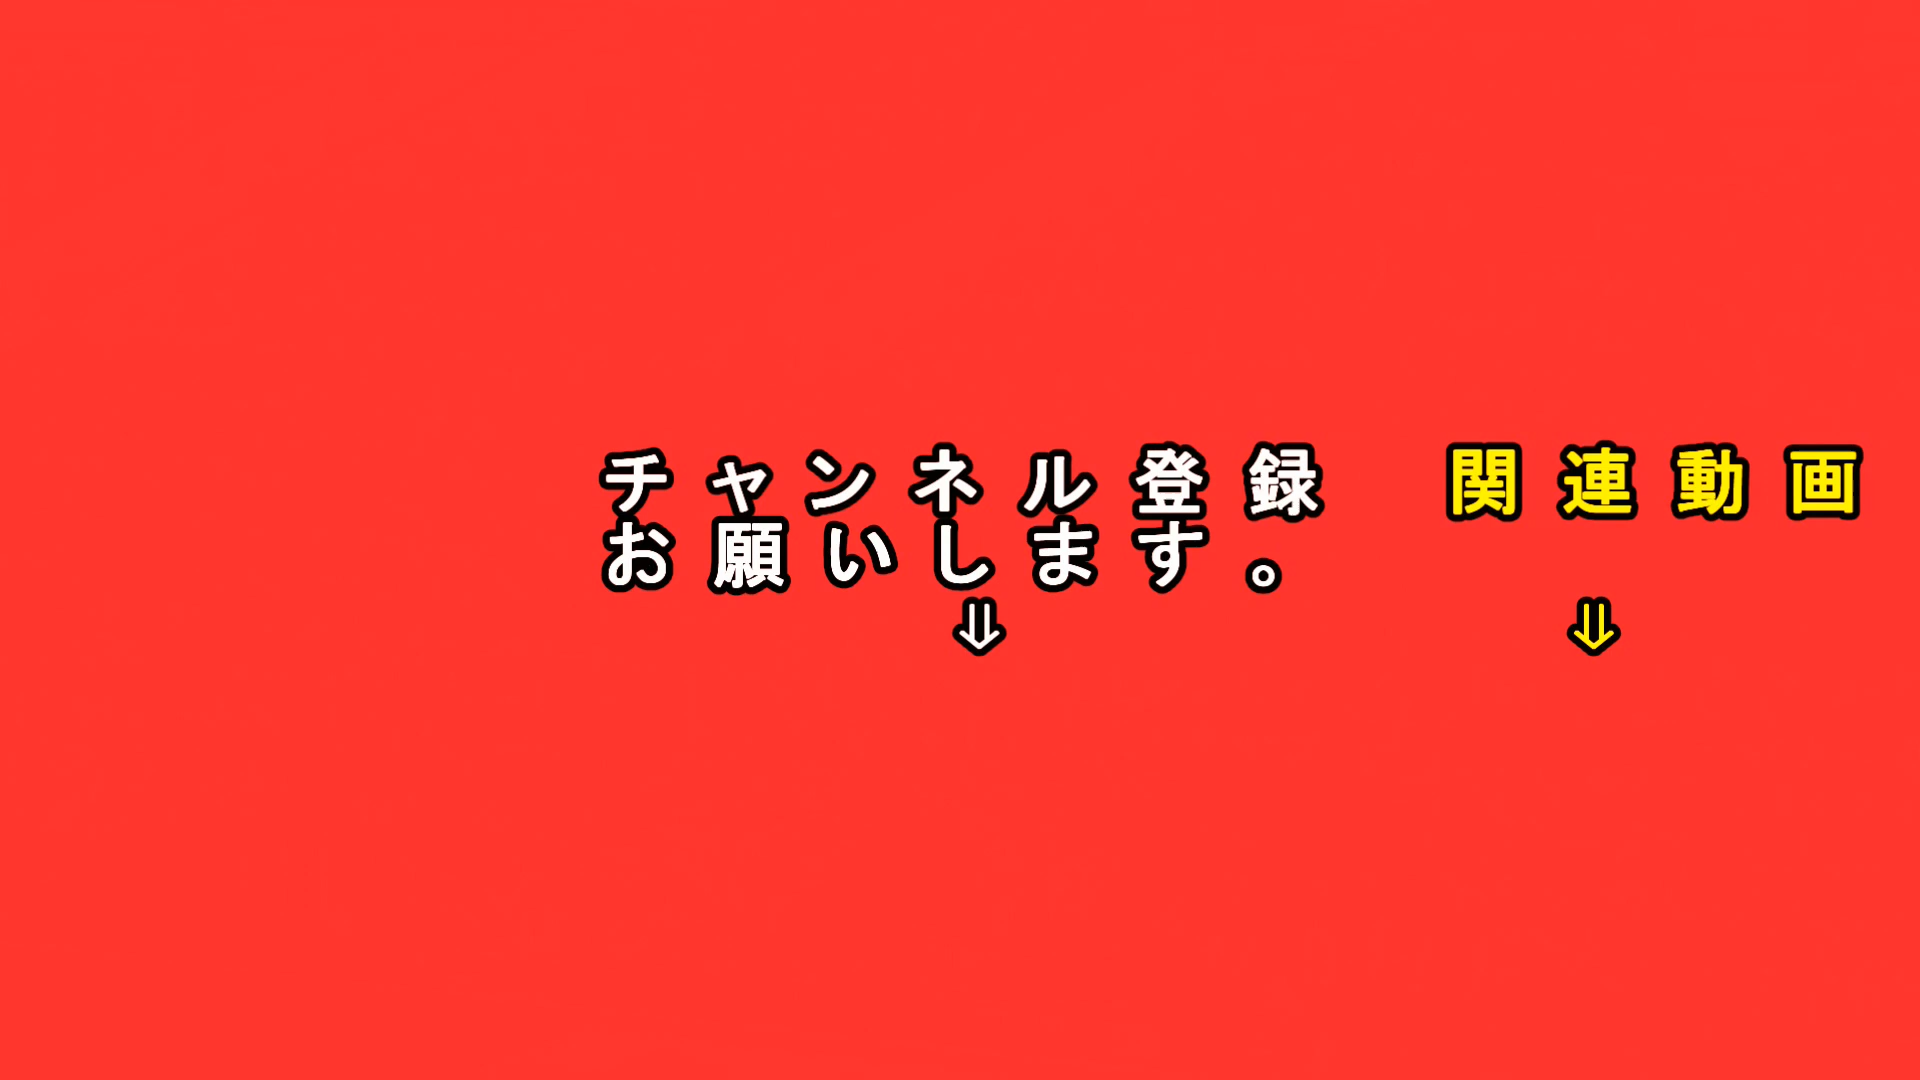 チャンネル登録
お願いします。
⇓
関連動画
⇓